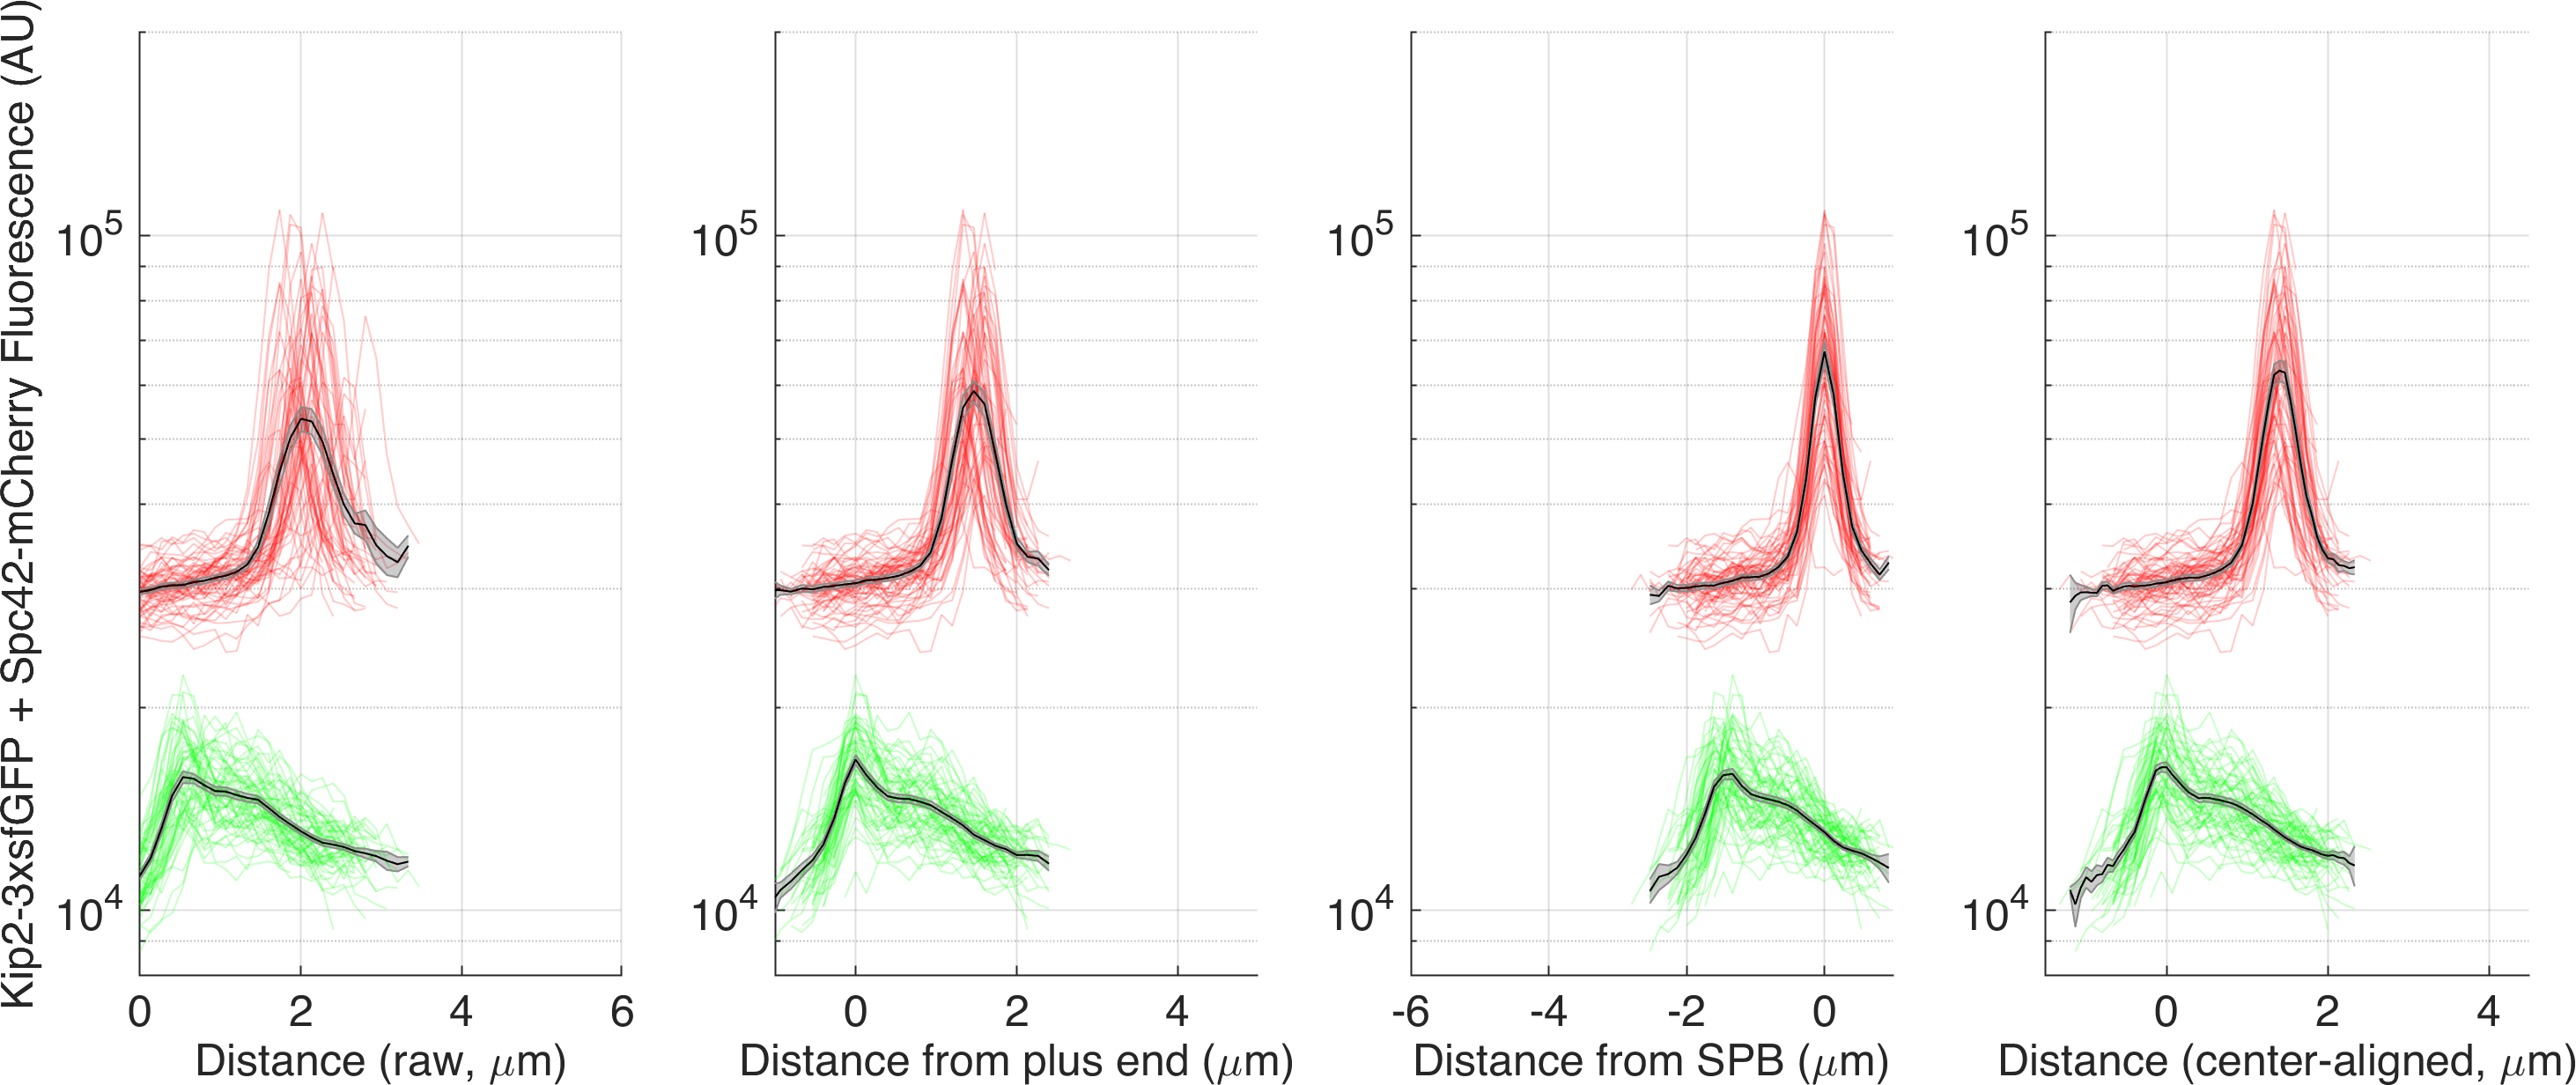 Kip2-3xsfGFP + Spc42-mCherry Fluorescence (AU)
10^5
10^4
0 2 4 6
Distance (raw, μm)
10^5
10^4
0 2 4
Distance from plus end (μm)
10^5
10^4
-6 -4 -2 0
Distance from SPB (μm)
10^5
10^4
0 2 4
Distance (center-aligned, μm)